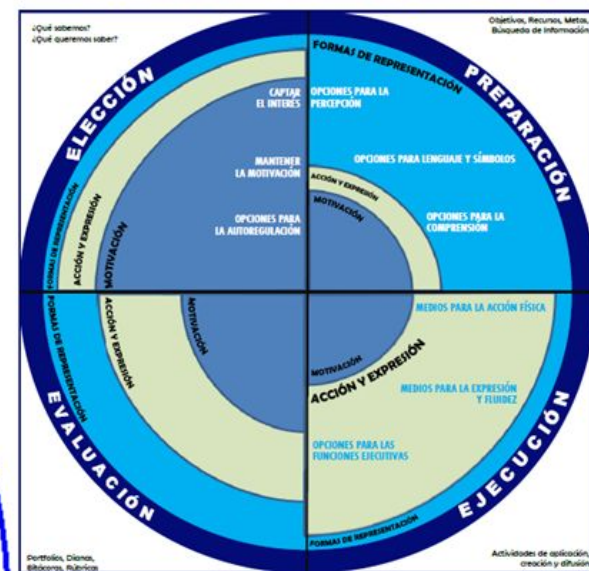 ¿Qué sabemos?
¿Qué queremos saber?
Objetivos, Recursos, Metas,
Búsqueda de Información
ELECCIÓN
FORMAS DE REPRESENTACIÓN
ACCIÓN Y EXPRESIÓN
MOTIVACIÓN
CAPTAR
EL INTERÉS
MANTENER
LA MOTIVACIÓN
OPCIONES PARA
LA AUTOREGULACIÓN
PREPARACIÓN
FORMAS DE REPRESENTACIÓN
OPCIONES PARA LA
PERCEPCIÓN
OPCIONES PARA LENGUAJE Y SÍMBOLOS
ACCIÓN Y EXPRESIÓN
MOTIVACIÓN
OPCIONES PARA LA
COMPRENSIÓN
EVALUACIÓN
FORMAS DE REPRESENTACIÓN
ACCIÓN Y EXPRESIÓN
MOTIVACIÓN
EJECUCIÓN
MEDIOS PARA LA ACCIÓN FÍSICA
MOTIVACIÓN
ACCIÓN Y EXPRESIÓN
MEDIOS PARA LA EXPRESIÓN
Y FLUIDEZ
OPCIONES PARA LAS
FUNCIONES EJECUTIVAS
FORMAS DE REPRESENTACIÓN
Portfolios, Dianas,
Bitácoras, Rúbricas
Actividades de aplicación,
creación y difusión